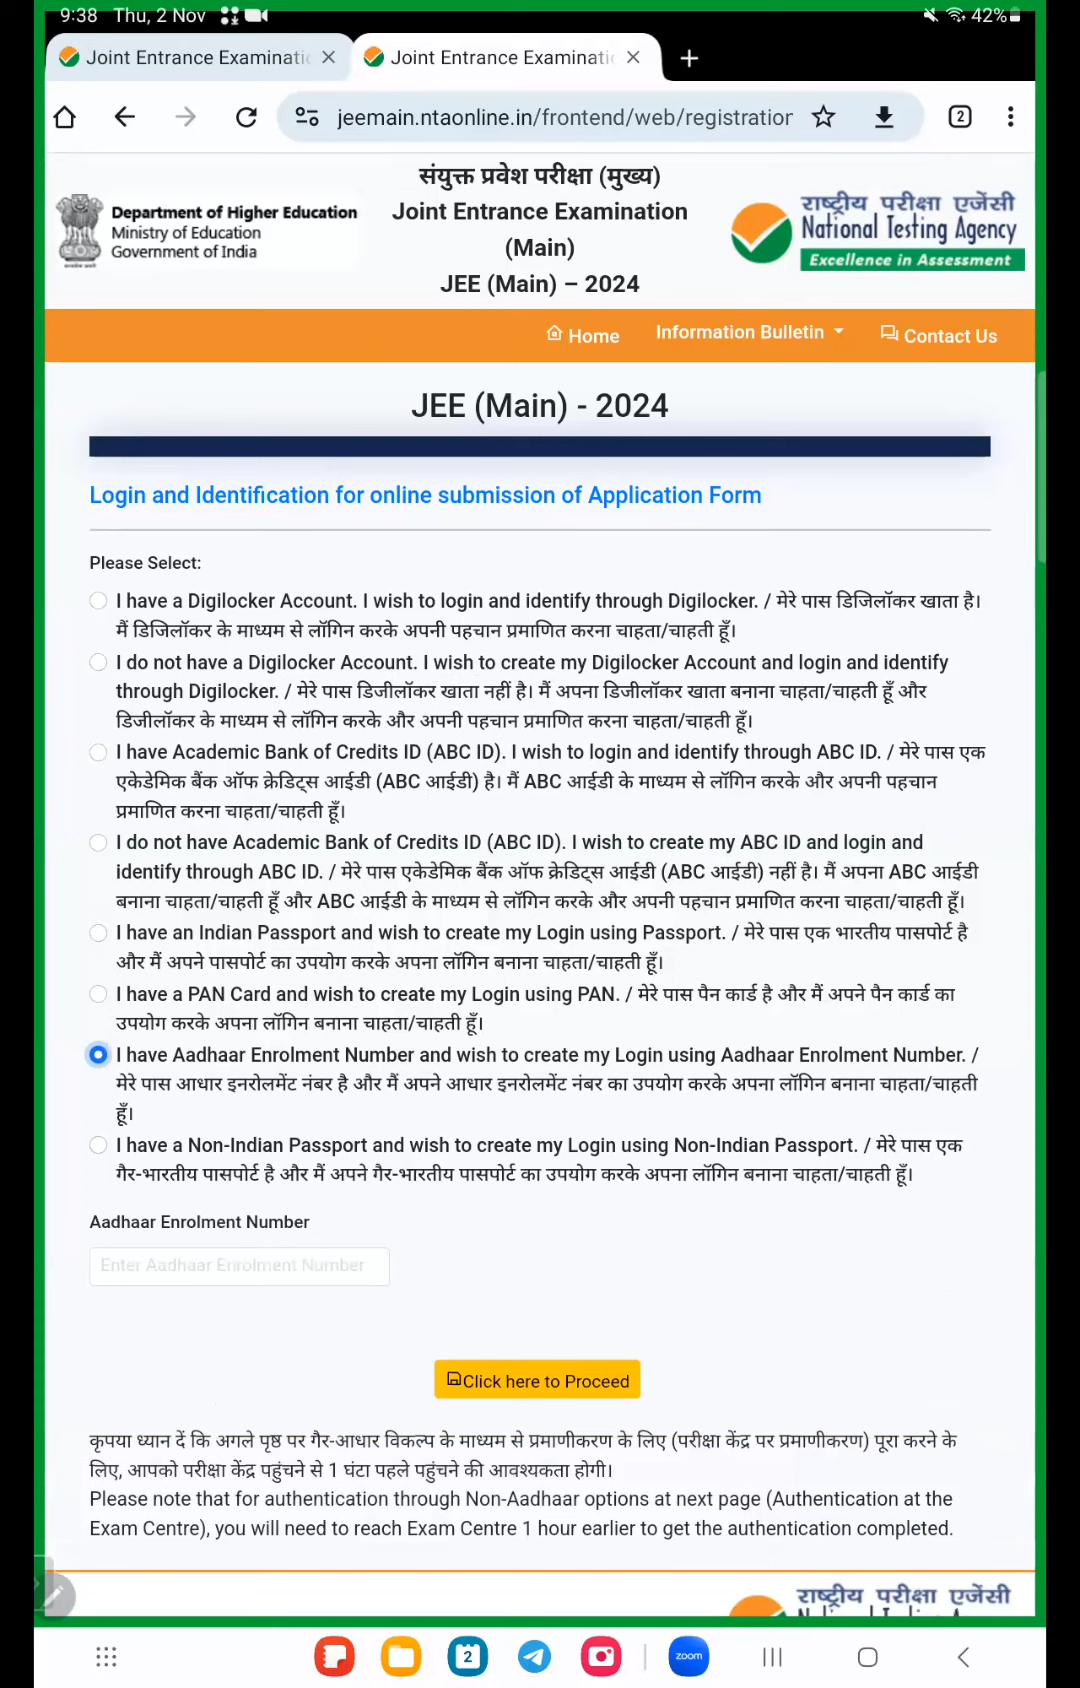 9:38 Thu, 2 Nov
42%
Joint Entrance Examinati
Joint Entrance Examinati
jeemain.ntaonline.in/frontend/web/registration
2
Department of Higher Education
Ministry of Education
Government of India
संयुक्त प्रवेश परीक्षा (मुख्य)
Joint Entrance Examination
(Main)
JEE (Main) – 2024
राष्ट्रीय परीक्षा एजेंसी
National Testing Agency
Excellence in Assessment
Home
Information Bulletin
Contact Us
JEE (Main) - 2024
Login and Identification for online submission of Application Form
Please Select:
I have a Digilocker Account. I wish to login and identify through Digilocker. / मेरे पास डिजिलॉकर खाता है।
मैं डिजिलॉकर के माध्यम से लॉगिन करके अपनी पहचान प्रमाणित करना चाहता/चाहती हूँ।
I do not have a Digilocker Account. I wish to create my Digilocker Account and login and identify
through Digilocker. / मेरे पास डिजीलॉकर खाता नहीं है। मैं अपना डिजीलॉकर खाता बनाना चाहता/चाहती हूँ और
डिजीलॉकर के माध्यम से लॉगिन करके और अपनी पहचान प्रमाणित करना चाहता/चाहती हूँ।
I have Academic Bank of Credits ID (ABC ID). I wish to login and identify through ABC ID. / मेरे पास एक
एकेडेमिक बैंक ऑफ क्रेडिट्स आईडी (ABC आईडी) है। मैं ABC आईडी के माध्यम से लॉगिन करके और अपनी पहचान
प्रमाणित करना चाहता/चाहती हूँ।
I do not have Academic Bank of Credits ID (ABC ID). I wish to create my ABC ID and login and
identify through ABC ID. / मेरे पास एकेडेमिक बैंक ऑफ क्रेडिट्स आईडी (ABC आईडी) नहीं है। मैं अपना ABC आईडी
बनाना चाहता/चाहती हूँ और ABC आईडी के माध्यम से लॉगिन करके और अपनी पहचान प्रमाणित करना चाहता/चाहती हूँ।
I have an Indian Passport and wish to create my Login using Passport. / मेरे पास एक भारतीय पासपोर्ट है
और मैं अपने पासपोर्ट का उपयोग करके अपना लॉगिन बनाना चाहता/चाहती हूँ।
I have a PAN Card and wish to create my Login using PAN. / मेरे पास पैन कार्ड है और मैं अपने पैन कार्ड का
उपयोग करके अपना लॉगिन बनाना चाहता/चाहती हूँ।
I have Aadhaar Enrolment Number and wish to create my Login using Aadhaar Enrolment Number. /
मेरे पास आधार इनरोलमेंट नंबर है और मैं अपने आधार इनरोलमेंट नंबर का उपयोग करके अपना लॉगिन बनाना चाहता/चाहती
हूँ।
I have a Non-Indian Passport and wish to create my Login using Non-Indian Passport. / मेरे पास एक
गैर-भारतीय पासपोर्ट है और मैं अपने गैर-भारतीय पासपोर्ट का उपयोग करके अपना लॉगिन बनाना चाहता/चाहती हूँ।
Aadhaar Enrolment Number
Enter Aadhaar Enrolment Number
Click here to Proceed
कृपया ध्यान दें कि अगले पृष्ठ पर गैर-आधार विकल्प के माध्यम से प्रमाणीकरण के लिए (परीक्षा केंद्र पर प्रमाणीकरण) पूरा करने के
लिए, आपको परीक्षा केंद्र पहुंचने से 1 घंटा पहले पहुंचने की आवश्यकता होगी।
Please note that for authentication through Non-Aadhaar options at next page (Authentication at the
Exam Centre), you will need to reach Exam Centre 1 hour earlier to get the authentication completed.
राष्ट्रीय परीक्षा एजेंसी
2
zoom